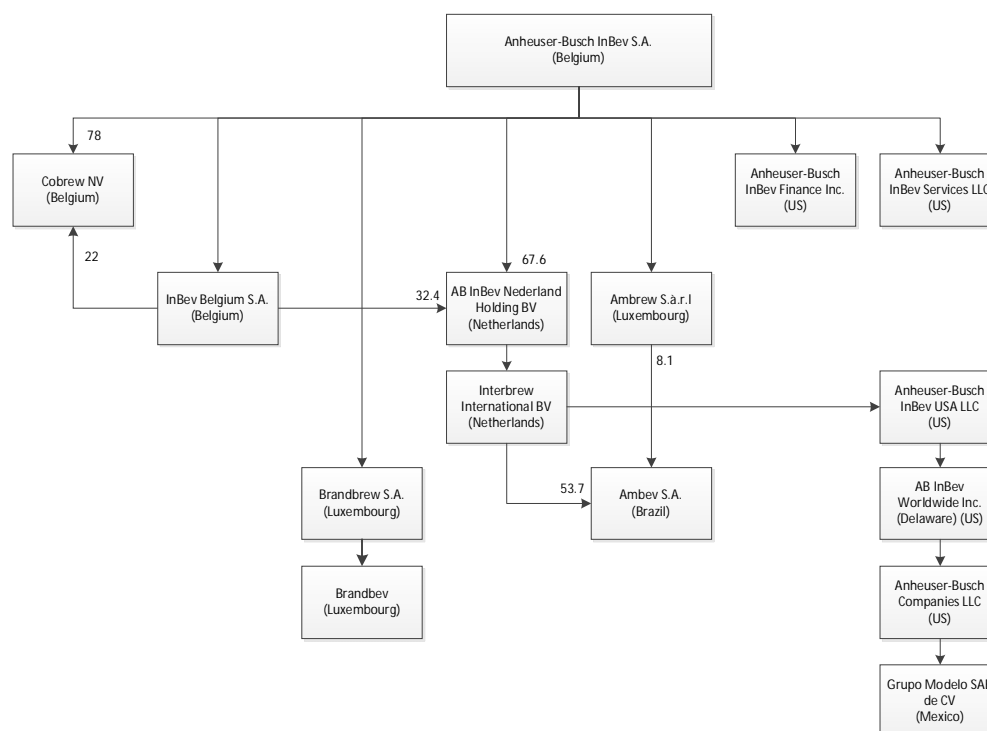 Anheuser-Busch InBev S.A.
(Belgium)
78
Cobrew NV
(Belgium)
Anheuser-Busch
InBev Finance Inc.
(US)
Anheuser-Busch
InBev Services LLC
(US)
22
67.6
32.4
InBev Belgium S.A.
(Belgium)
AB InBev Nederland
Holding BV
(Netherlands)
Ambrew S.à.r.l
(Luxembourg)
8.1
Interbrew
International BV
(Netherlands)
Anheuser-Busch
InBev USA LLC
(US)
53.7
Brandbrew S.A.
(Luxembourg)
Ambev S.A.
(Brazil)
AB InBev
Worldwide Inc.
(Delaware) (US)
Brandbev
(Luxembourg)
Anheuser-Busch
Companies LLC
(US)
Grupo Modelo
de CV
(Mexico)